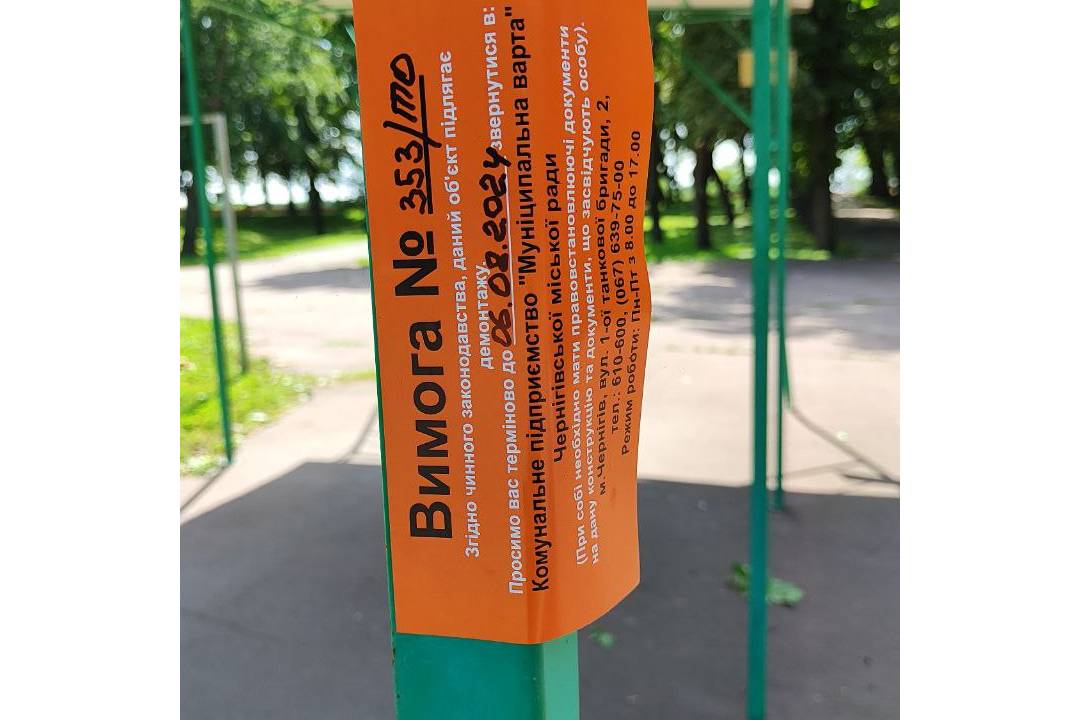 Вимога № 353/то
Згідно чинного законодавства, даний об'єкт підлягає
демонтажу.
Просимо вас терміново до 06.08.2024 звернутися в:
Комунальне підприємство "Муніципальна варта"
Чернігівської міської ради
(При собі необхідно мати правовстановлюючі документи
на дану конструкцію та документи, що засвідчують особу).
м.Чернігів, вул. 1-ої танкової бригади, 2,
тел.: 610-600, (067) 639-75-00
Режим роботи: Пн-Пт з 8.00 до 17.00